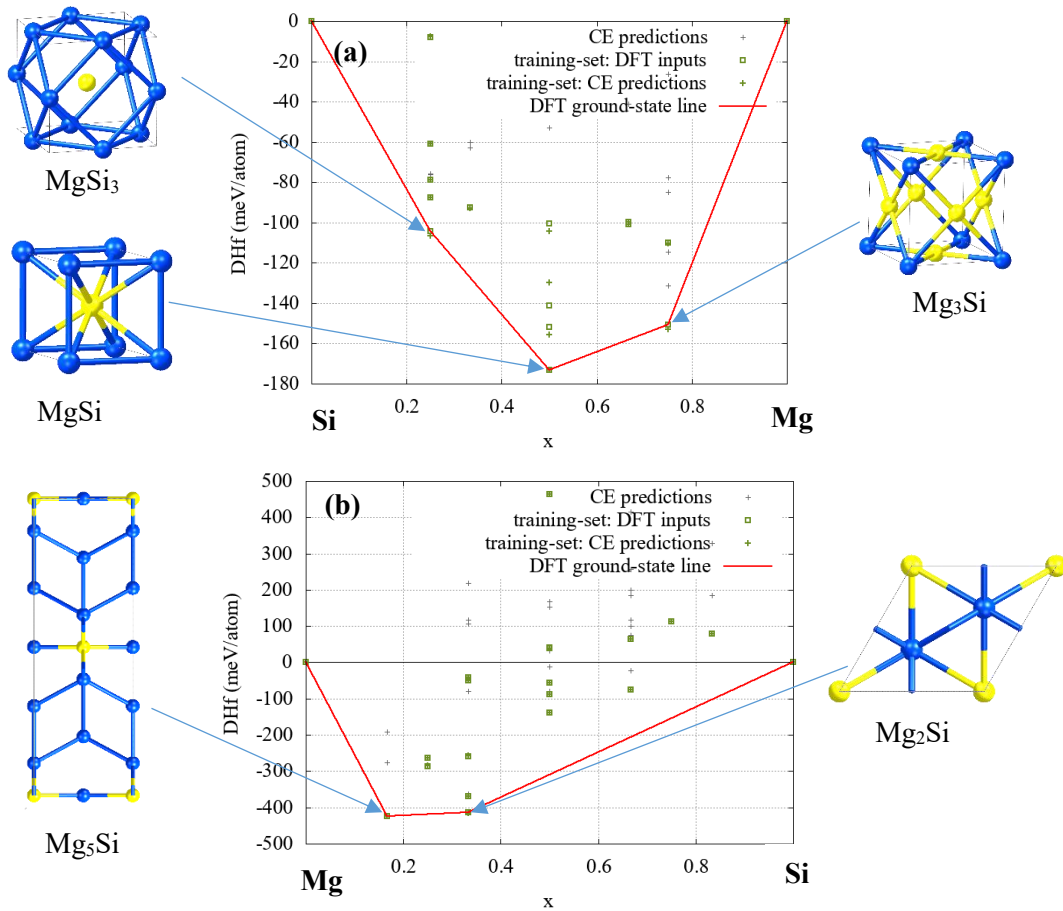 (a)
CE predictions
training-set: DFT inputs
training-set: CE predictions
DFT ground-state line
0
-20
-40
-60
-80
-100
-120
-140
-160
-180
DHf (meV/atom)
0.2
0.4
0.6
0.8
Si
Mg
x
MgSi₃
MgSi
Mg₃Si
(b)
CE predictions
training-set: DFT inputs
training-set: CE predictions
DFT ground-state line
500
400
300
200
100
0
-100
-200
-300
-400
-500
DHf (meV/atom)
0.2
0.4
0.6
0.8
Mg
Si
x
Mg₅Si
Mg₂Si